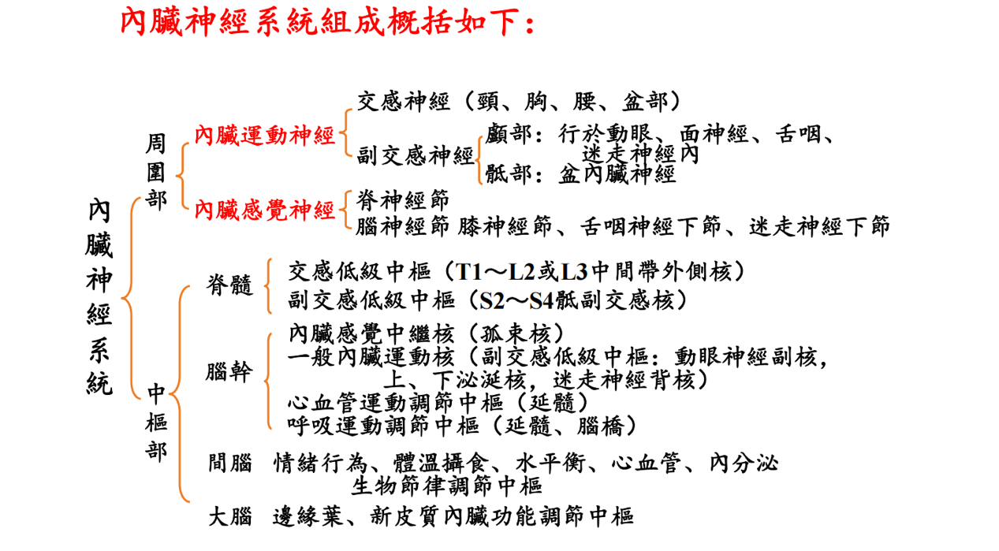 內臟神經系統組成概括如下：
內臟神經系統
周圍部
內臟運動神經
交感神經（頸、胸、腰、盆部）
副交感神經
顱部：行於動眼、面神經、舌咽、
迷走神經內
骶部：盆內臟神經
內臟感覺神經
脊神經節
腦神經節 膝神經節、舌咽神經下節、迷走神經下節
中樞部
脊髓
交感低級中樞（T1～L2或L3中間帶外側核）
副交感低級中樞（S2～S4骶副交感核）
腦幹
內臟感覺中繼核（孤束核）
一般內臟運動核（副交感低級中樞：動眼神經副核，
上、下泌涎核，迷走神經背核）
心血管運動調節中樞（延髓）
呼吸運動調節中樞（延髓、腦橋）
間腦 情緒行為、體溫攝食、水平衡、心血管、內分泌
生物節律調節中樞
大腦 邊緣葉、新皮質內臟功能調節中樞